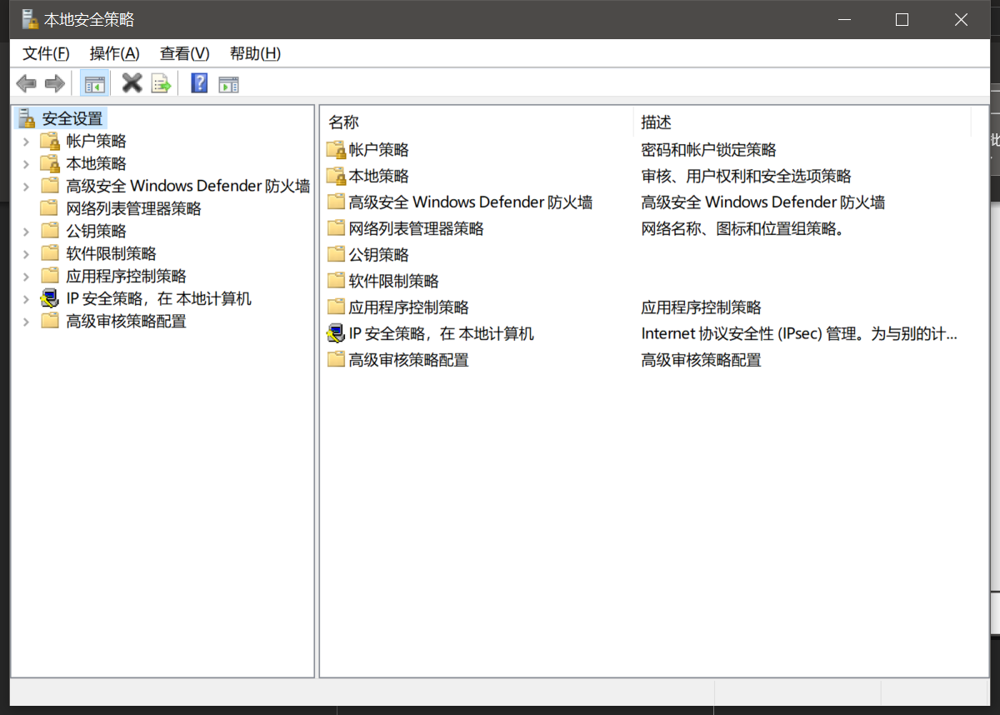 本地安全策略
文件(F) 操作(A) 查看(V) 帮助(H)
安全设置
帐户策略
本地策略
高级安全 Windows Defender 防火墙
网络列表管理器策略
公钥策略
软件限制策略
应用程序控制策略
IP 安全策略，在 本地计算机
高级审核策略配置
名称 描述
帐户策略 密码和帐户锁定策略
本地策略 审核、用户权利和安全选项策略
高级安全 Windows Defender 防火墙 高级安全 Windows Defender 防火墙
网络列表管理器策略 网络名称、图标和位置组策略。
公钥策略
软件限制策略
应用程序控制策略 应用程序控制策略
IP 安全策略，在 本地计算机 Internet 协议安全性 (IPsec) 管理。为与别的计...
高级审核策略配置 高级审核策略配置